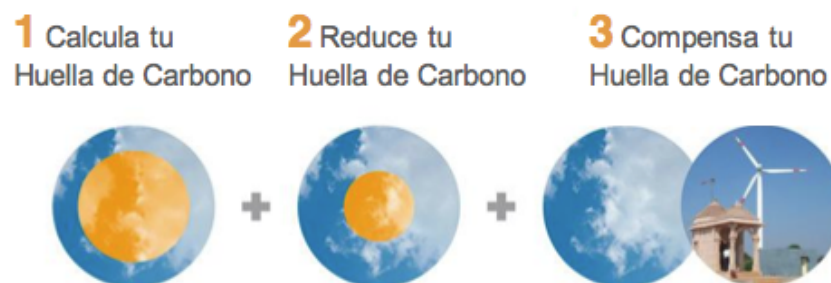 1 Calcula tu
Huella de Carbono
2 Reduce tu
Huella de Carbono
3 Compensa tu
Huella de Carbono